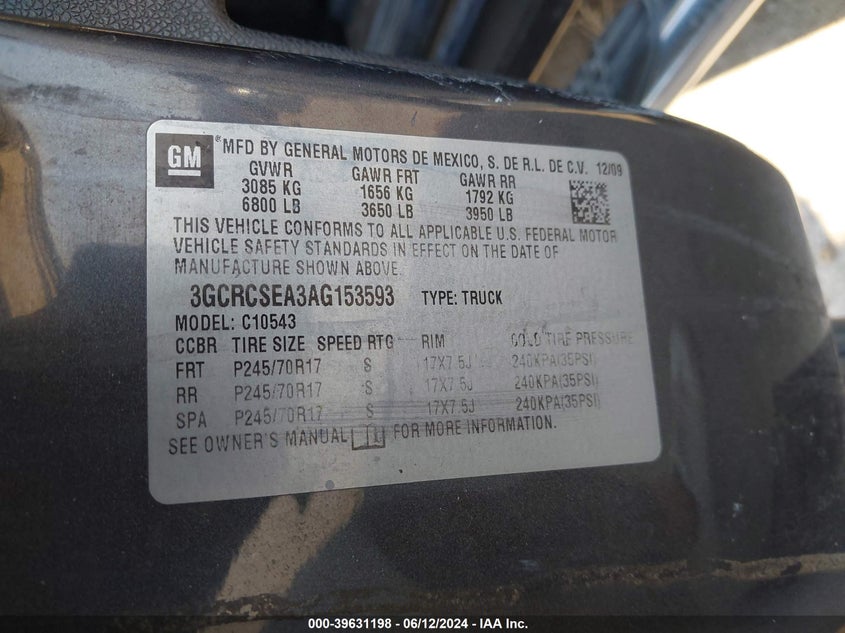 GM ® MFD BY GENERAL MOTORS DE MEXICO, S. DE R.L. DE C.V. 12/09
GVWR GAWR FRT GAWR RR
3085 KG 1656 KG 1792 KG
6800 LB 3650 LB 3950 LB
THIS VEHICLE CONFORMS TO ALL APPLICABLE U.S. FEDERAL MOTOR
VEHICLE SAFETY STANDARDS IN EFFECT ON THE DATE OF
MANUFACTURE SHOWN ABOVE.
3GCRCSEA3AG153593 TYPE: TRUCK
MODEL: C10543
CCBR TIRE SIZE SPEED RTG RIM COLD TIRE PRESSURE
FRT P245/70R17 S 17X7.5J 240KPA(35PSI)
RR P245/70R17 S 17X7.5J 240KPA(35PSI)
SPA P245/70R17 S 17X7.5J 240KPA(35PSI)
SEE OWNER'S MANUAL FOR MORE INFORMATION.
000-39631198 - 06/12/2024 - IAA Inc.